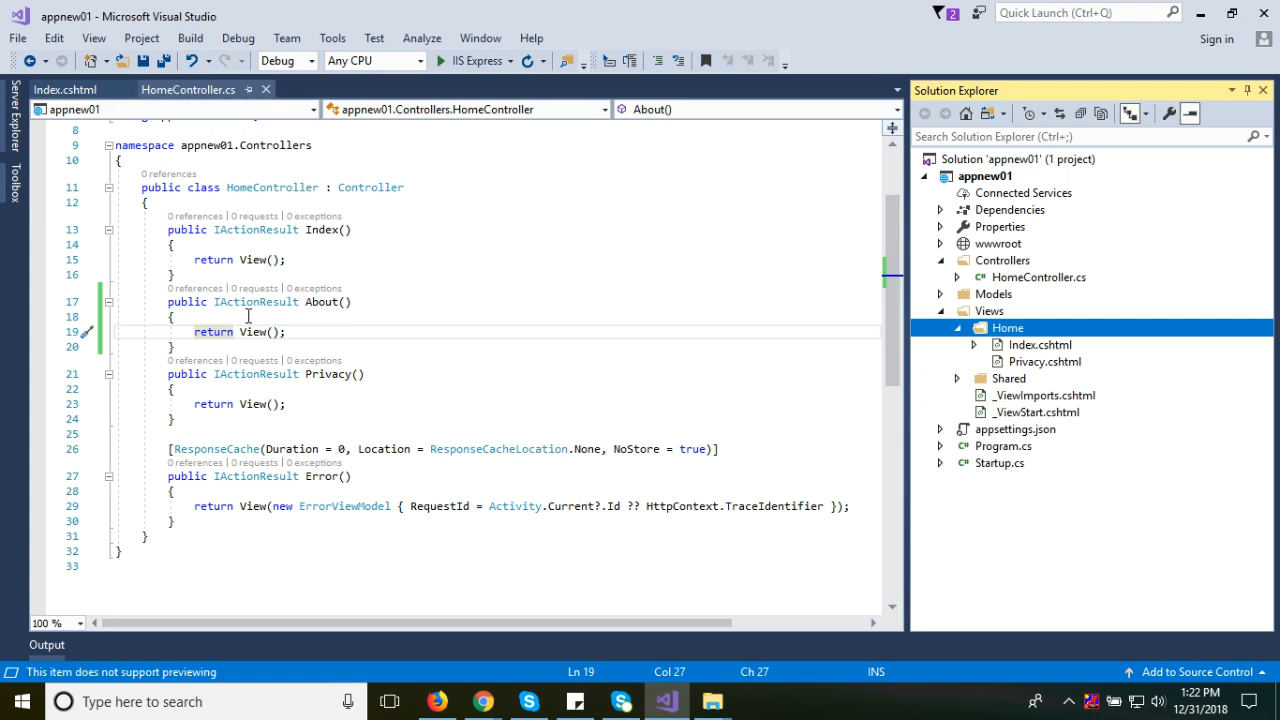 appnew01 - Microsoft Visual Studio
2
Quick Launch (Ctrl+Q)
File Edit View Project Build Debug Team Tools Test Analyze Window Help
Sign in
Debug Any CPU IIS Express
Server Explorer
Toolbox
Index.cshtml HomeController.cs
appnew01 appnew01.Controllers.HomeController About()
8
9 namespace appnew01.Controllers
10 {
0 references
11 public class HomeController : Controller
12 {
0 references | 0 requests | 0 exceptions
13 public IActionResult Index()
14 {
15 return View();
16 }
0 references | 0 requests | 0 exceptions
17 public IActionResult About()
18 {
19 return View();
20 }
0 references | 0 requests | 0 exceptions
21 public IActionResult Privacy()
22 {
23 return View();
24 }
25
26 [ResponseCache(Duration = 0, Location = ResponseCacheLocation.None, NoStore = true)]
0 references | 0 requests | 0 exceptions
27 public IActionResult Error()
28 {
29 return View(new ErrorViewModel { RequestId = Activity.Current?.Id ?? HttpContext.TraceIdentifier });
30 }
31 }
32 }
33
100 %
Solution Explorer
Search Solution Explorer (Ctrl+;)
Solution 'appnew01' (1 project)
appnew01
Connected Services
Dependencies
Properties
wwwroot
Controllers
HomeController.cs
Models
Views
Home
Index.cshtml
Privacy.cshtml
Shared
_ViewImports.cshtml
_ViewStart.cshtml
appsettings.json
Program.cs
Startup.cs
Output
This item does not support previewing Ln 19 Col 27 Ch 27 INS Add to Source Control
Type here to search
1:22 PM
12/31/2018